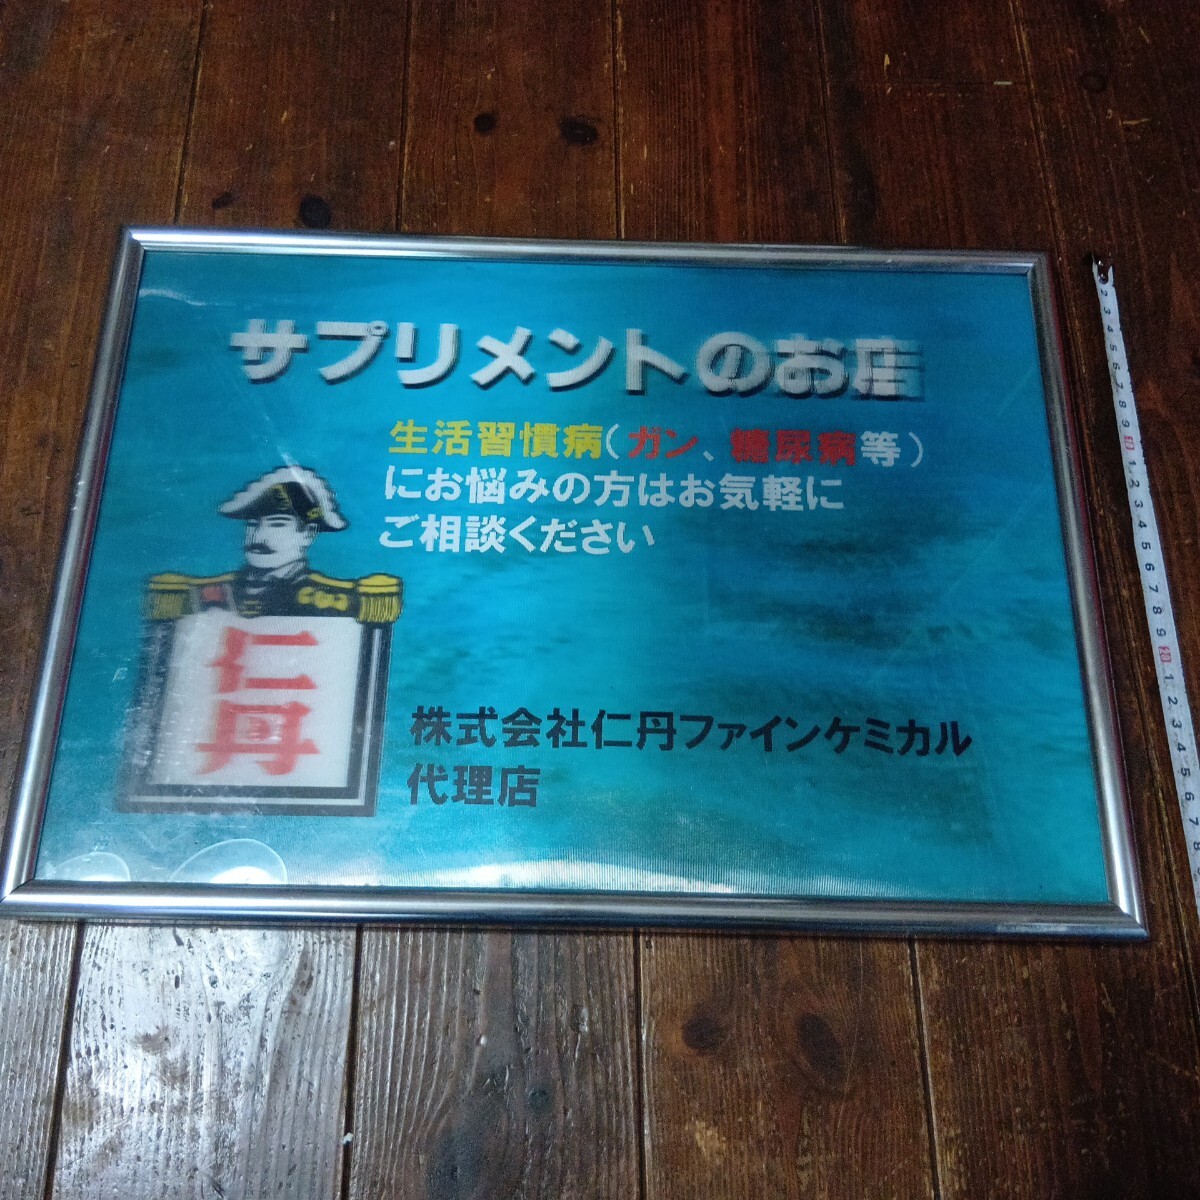 サプリメントのお店
生活習慣病(ガン、糖尿病等)
にお悩みの方はお気軽に
ご相談ください
仁丹
株式会社仁丹ファインケミカル
代理店